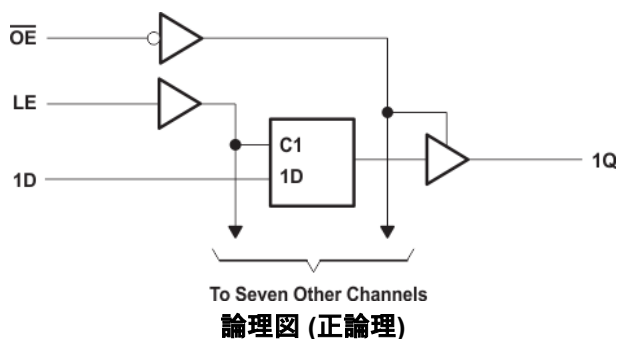 OE
LE
C1
1D
1D
1Q
To Seven Other Channels
論理図 (正論理)